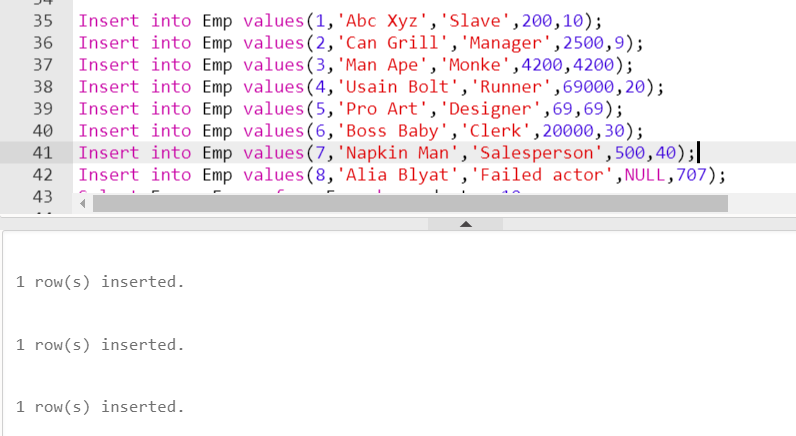 35 Insert into Emp values(1,'Abc Xyz','Slave',200,10);
36 Insert into Emp values(2,'Can Grill','Manager',2500,9);
37 Insert into Emp values(3,'Man Ape','Monke',4200,4200);
38 Insert into Emp values(4,'Usain Bolt','Runner',69000,20);
39 Insert into Emp values(5,'Pro Art','Designer',69,69);
40 Insert into Emp values(6,'Boss Baby','Clerk',20000,30);
41 Insert into Emp values(7,'Napkin Man','Salesperson',500,40);
42 Insert into Emp values(8,'Alia Blyat','Failed actor',NULL,707);
43
1 row(s) inserted.
1 row(s) inserted.
1 row(s) inserted.